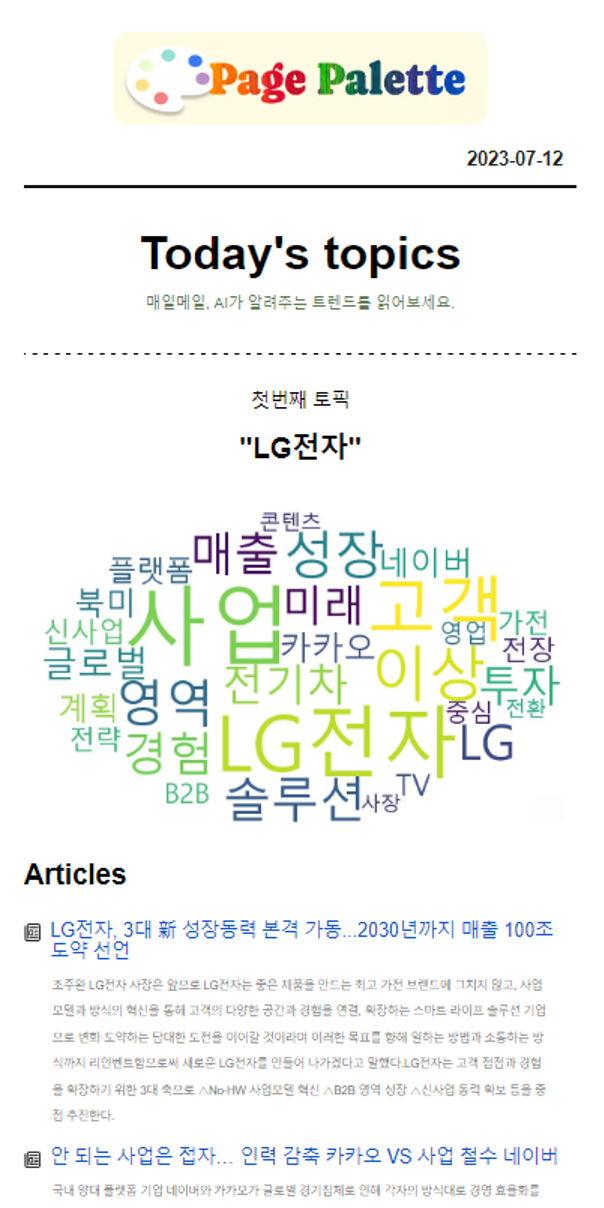 Page Palette
2023-07-12
Today's topics
매일메일, AI가 알려주는 트렌드를 읽어보세요.
첫번째 토픽
"LG전자"
콘텐츠
매출 성장
플랫폼 네이버
북미 사업 미래 고객
신사업 카카오 영업 가전
글로벌 전기차 이상 전장
계획 영역 투자
중심 전환
전략 경험 LG전자 LG
B2B 솔루션 사장 TV
Articles
LG전자, 3대 新 성장동력 본격 가동...2030년까지 매출 100조
도약 선언
조주완 LG전자 사장은 앞으로 LG전자는 좋은 제품을 만드는 최고 가전 브랜드에 그치지 않고, 사업
모델과 방식의 혁신을 통해 고객의 다양한 공간과 경험을 연결, 확장하는 스마트 라이프 솔루션 기업
으로 변화·도약하는 담대한 도전을 이어갈 것이라며 이러한 목표를 향해 일하는 방법과 소통하는 방
식까지 리인벤트함으로써 새로운 LG전자를 만들어 나가겠다고 말했다.LG전자는 고객 접점과 경험
을 확장하기 위한 3대 축으로 △No-HW 사업모델 혁신 △B2B 영역 성장 △신사업 동력 확보 등을 중
점 추진한다.
안 되는 사업은 접자… 인력 감축 카카오 VS 사업 철수 네이버
국내 양대 플랫폼 기업 네이버와 카카오가 글로벌 경기침체로 인해 각자의 방식대로 경영 효율화를